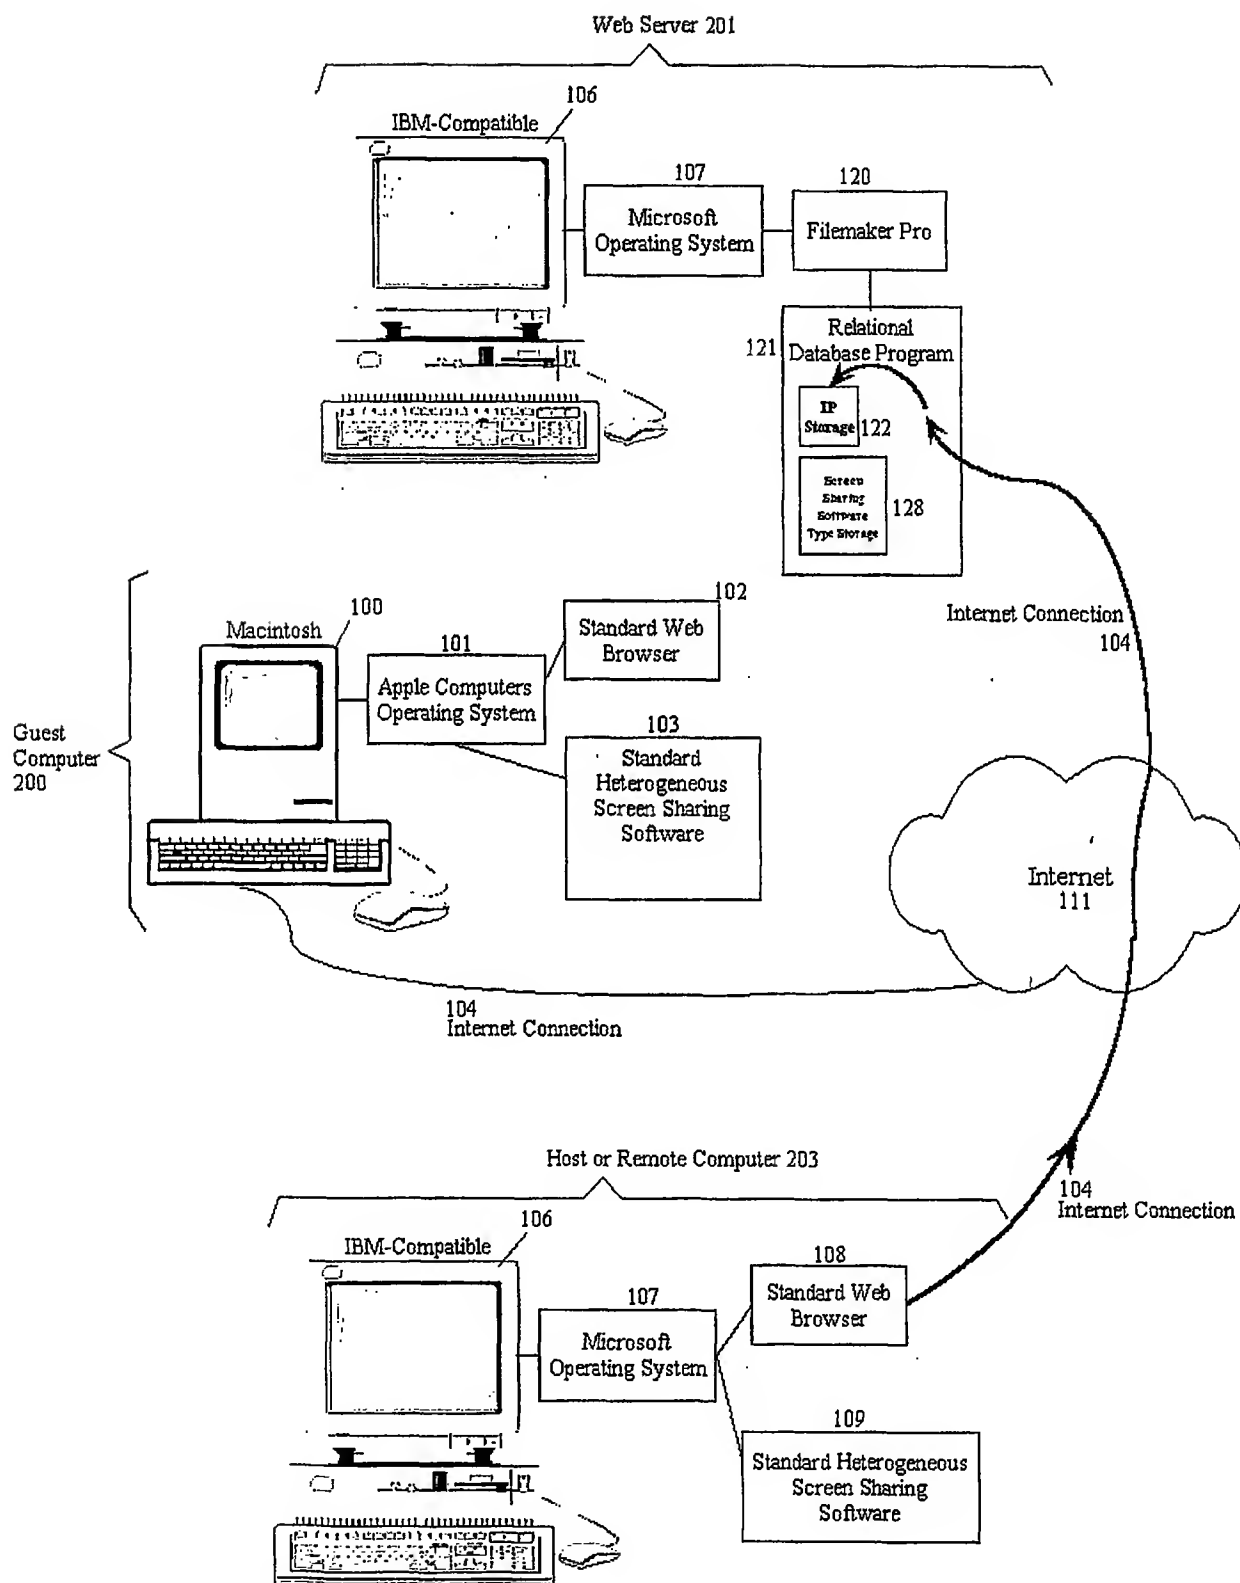 Web Server 201
106
IBM-Compatible
107
Microsoft
Operating System
120
Filemaker Pro
121
Relational
Database Program
IP
Storage
122
Screen
Sharing
Software
Type Storage
128
Internet Connection
104
Guest
Computer
200
Macintosh
100
101
Apple Computers
Operating System
102
Standard Web
Browser
103
Standard
Heterogeneous
Screen Sharing
Software
Internet
111
104
Internet Connection
Host or Remote Computer 203
104
Internet Connection
106
IBM-Compatible
107
Microsoft
Operating System
108
Standard Web
Browser
109
Standard Heterogeneous
Screen Sharing
Software